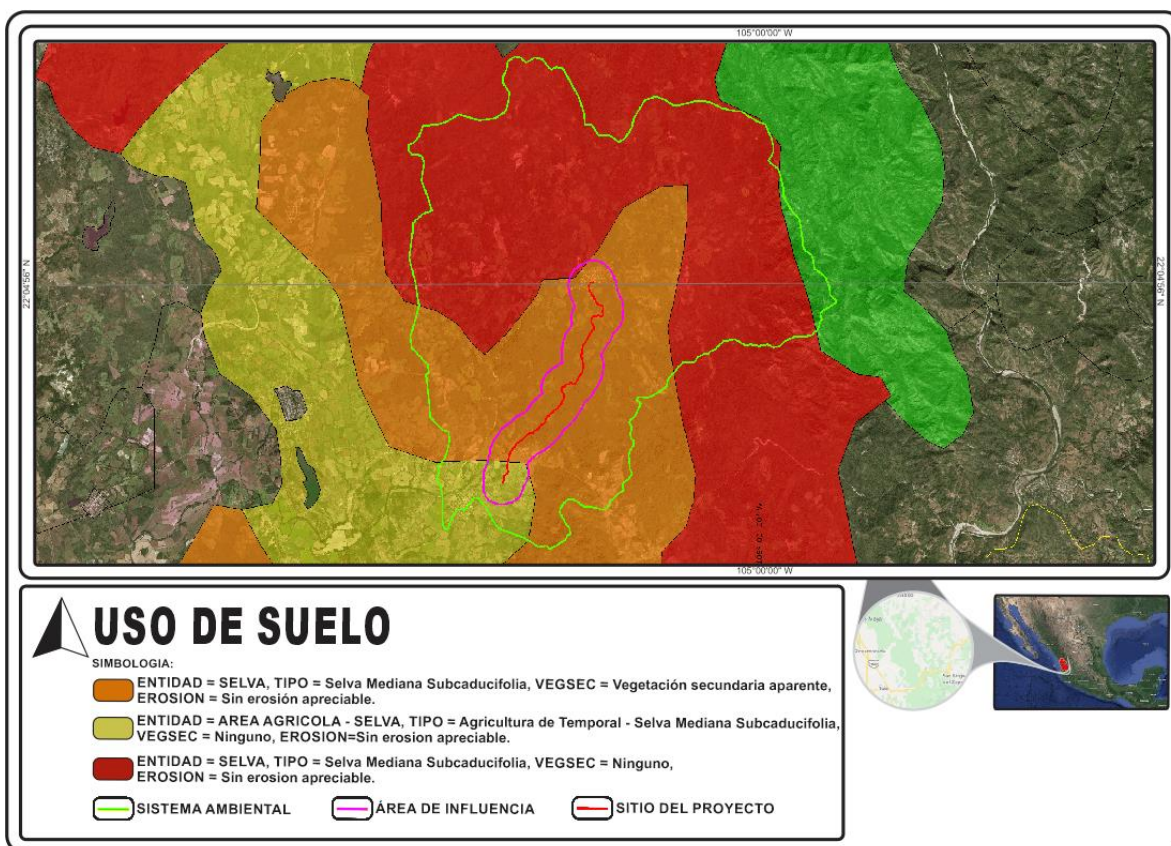 105°00'00" W
22°04'56" N
22°04'56" N
105°00'00" W
USO DE SUELO
SIMBOLOGIA:
ENTIDAD = SELVA, TIPO = Selva Mediana Subcaducifolia, VEGSEC = Vegetación secundaria aparente,
EROSION = Sin erosión apreciable.
ENTIDAD = AREA AGRICOLA - SELVA, TIPO = Agricultura de Temporal - Selva Mediana Subcaducifolia,
VEGSEC = Ninguno, EROSION=Sin erosion apreciable.
ENTIDAD = SELVA, TIPO = Selva Mediana Subcaducifolia, VEGSEC = Ninguno,
EROSION = Sin erosion apreciable.
SISTEMA AMBIENTAL
ÁREA DE INFLUENCIA
SITIO DEL PROYECTO